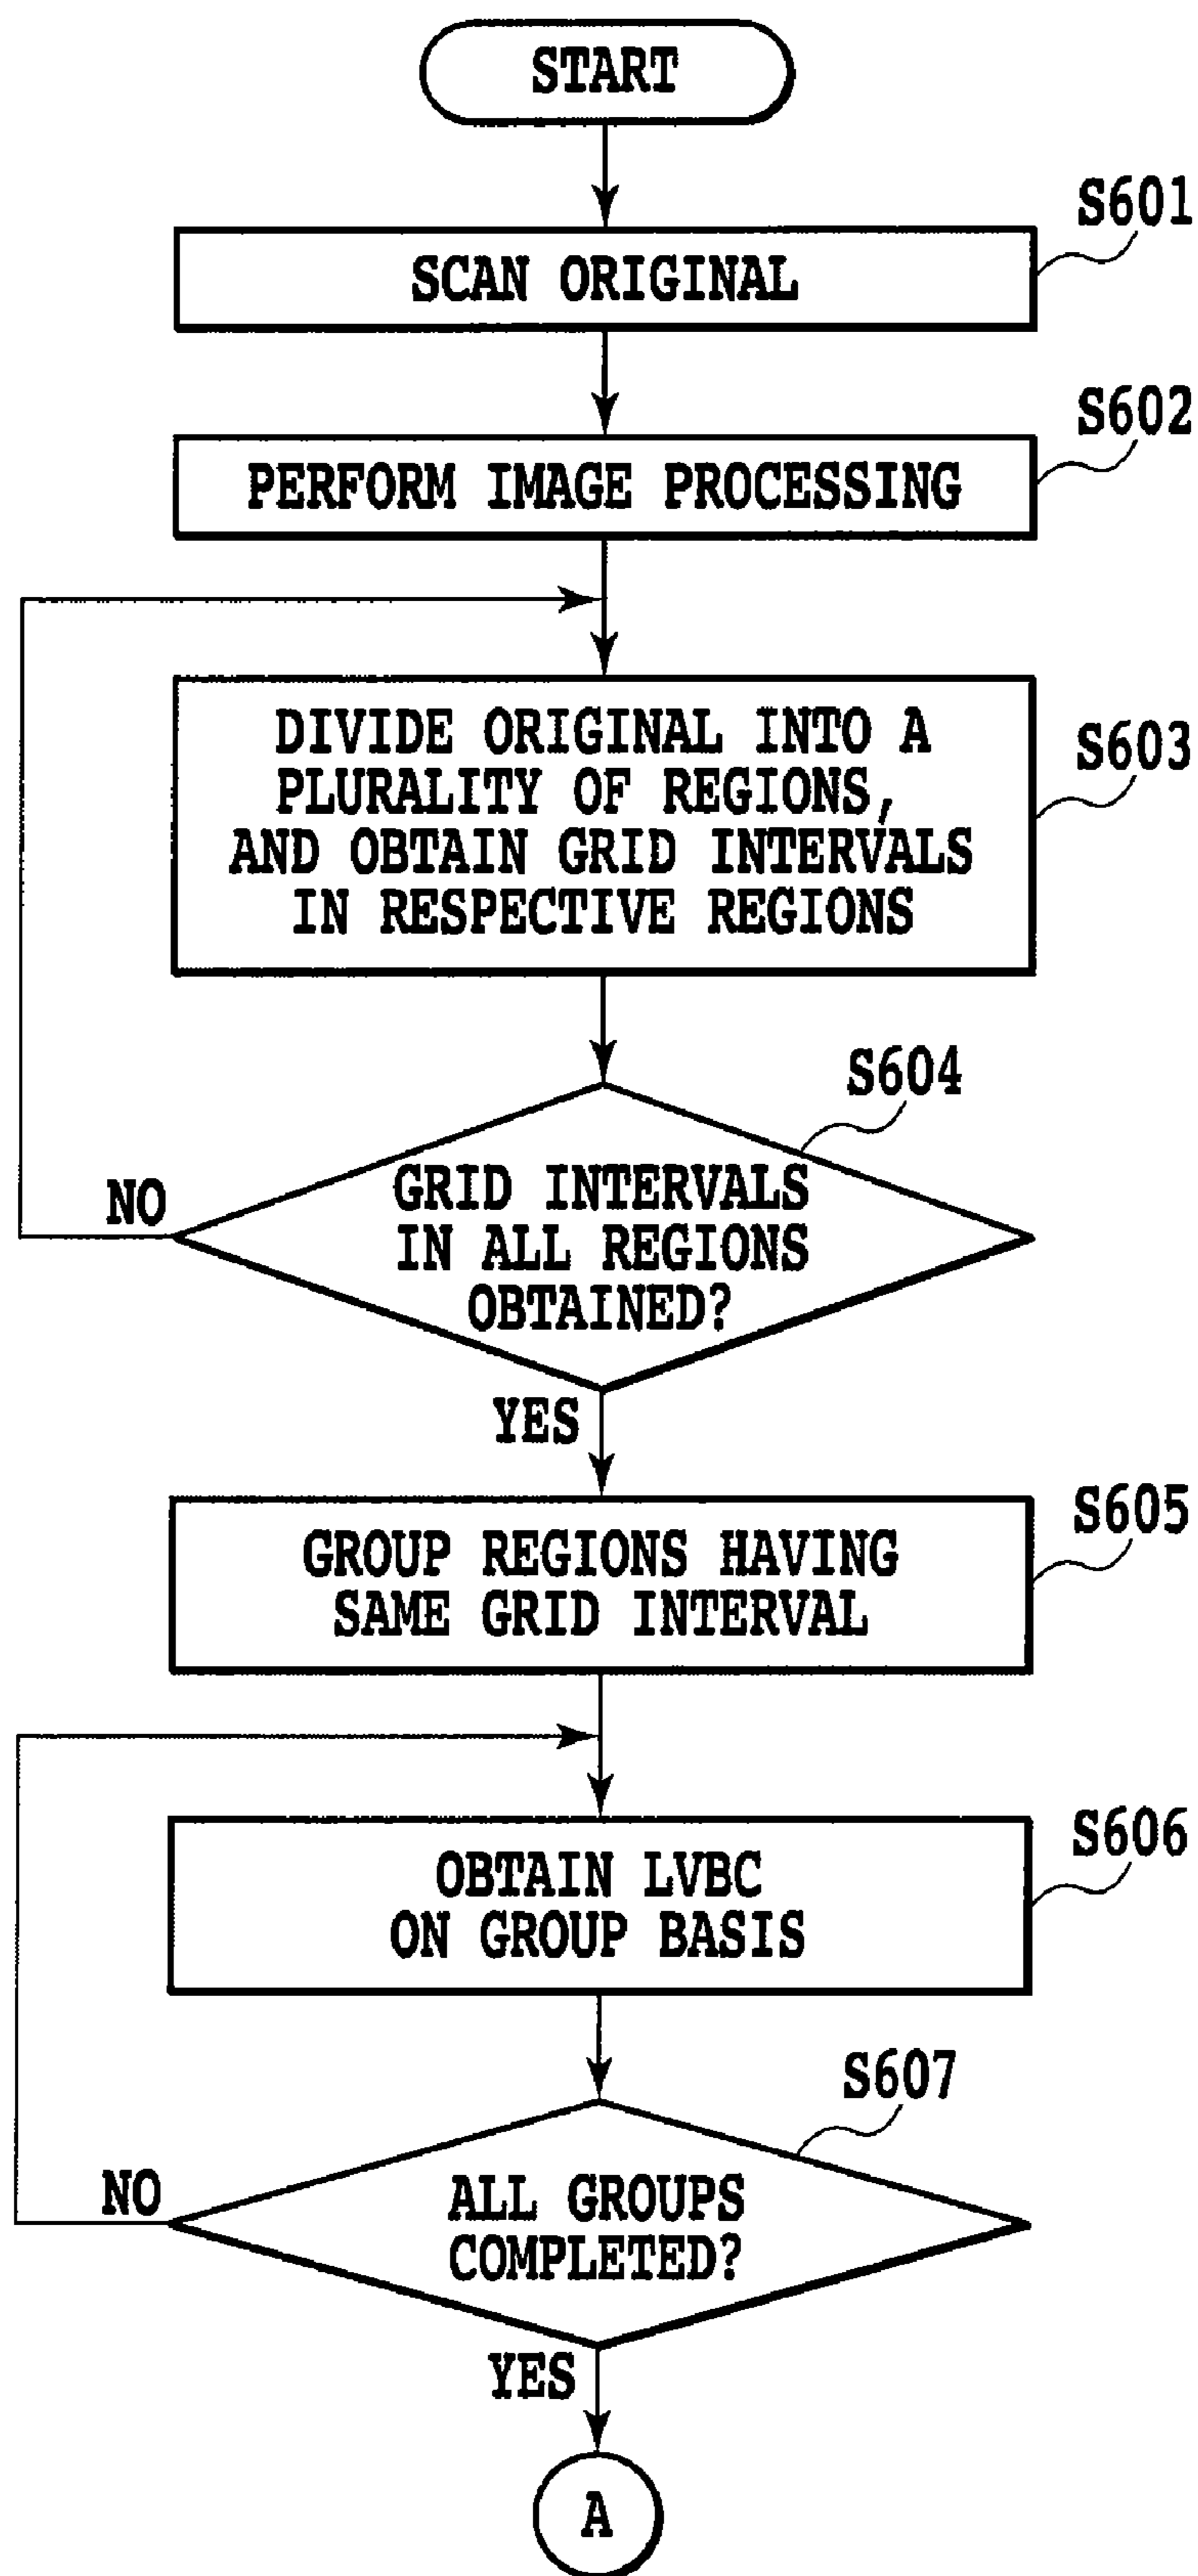 START
S601
SCAN ORIGINAL
S602
PERFORM IMAGE PROCESSING
S603
DIVIDE ORIGINAL INTO A
PLURALITY OF REGIONS,
AND OBTAIN GRID INTERVALS
IN RESPECTIVE REGIONS
S604
GRID INTERVALS
IN ALL REGIONS
OBTAINED?
NO
YES
S605
GROUP REGIONS HAVING
SAME GRID INTERVAL
S606
OBTAIN LVBC
ON GROUP BASIS
S607
ALL GROUPS
COMPLETED?
NO
YES
A